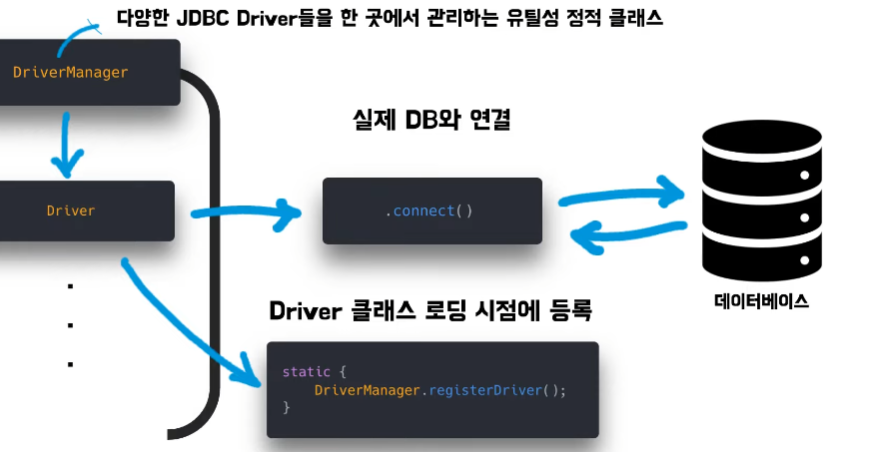 다양한 JDBC Driver들을 한 곳에서 관리하는 유틸성 정적 클래스
DriverManager
실제 DB와 연결
Driver
.connect()
데이터베이스
Driver 클래스 로딩 시점에 등록
static {
    DriverManager.registerDriver();
}